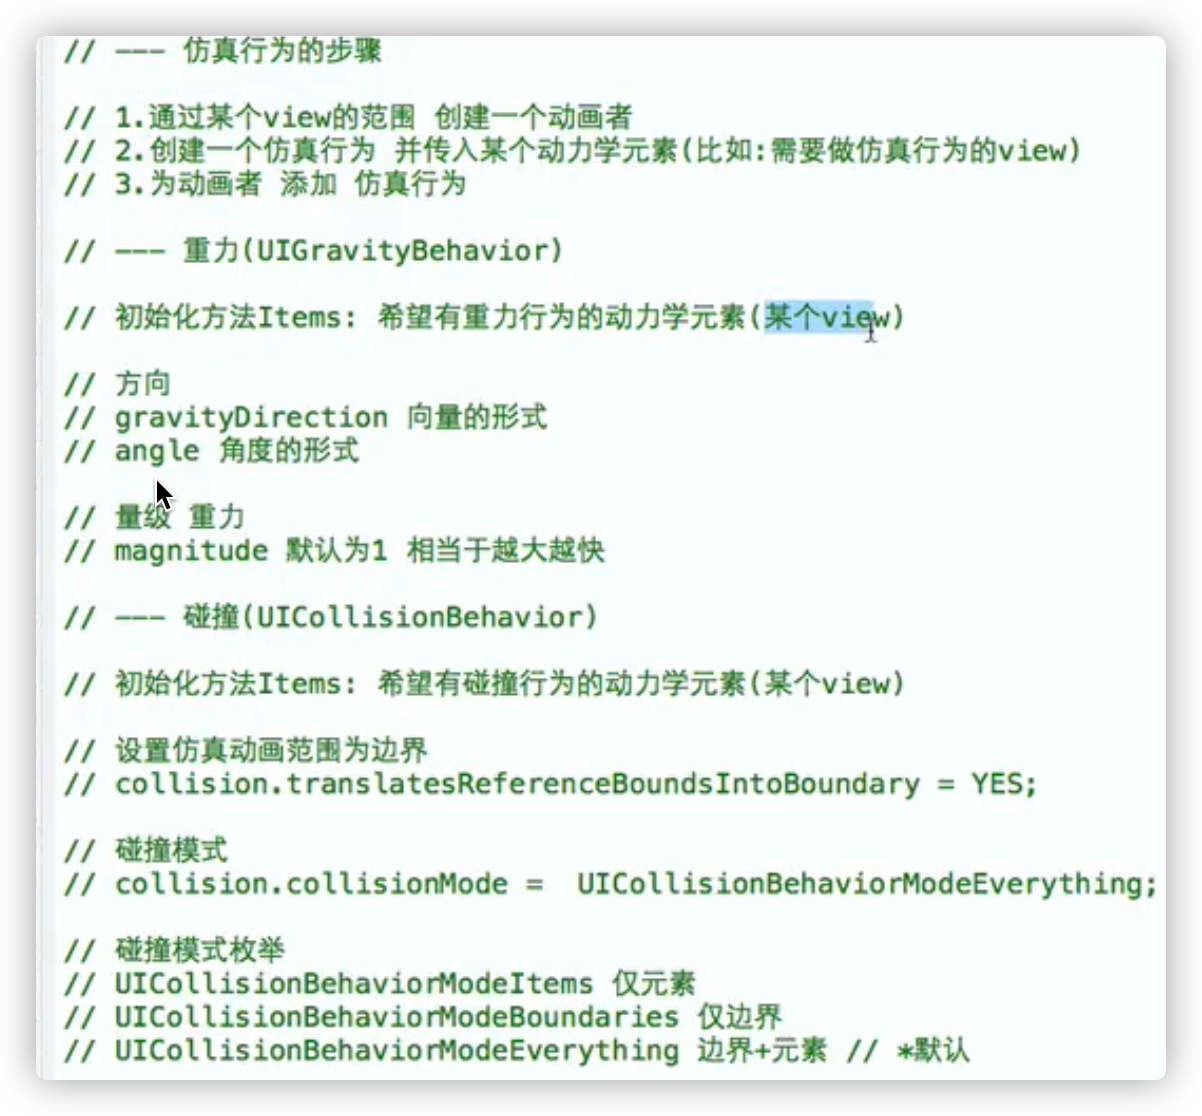 // --- 仿真行为的步骤
// 1.通过某个view的范围 创建一个动画者
// 2.创建一个仿真行为 并传入某个动力学元素(比如:需要做仿真行为的view)
// 3.为动画者 添加 仿真行为
// --- 重力(UIGravityBehavior)
// 初始化方法Items: 希望有重力行为的动力学元素(某个view)
// 方向
// gravityDirection 向量的形式
// angle 角度的形式
// 量级 重力
// magnitude 默认为1 相当于越大越快
// --- 碰撞(UICollisionBehavior)
// 初始化方法Items: 希望有碰撞行为的动力学元素(某个view)
// 设置仿真动画范围为边界
// collision.translatesReferenceBoundsIntoBoundary = YES;
// 碰撞模式
// collision.collisionMode =  UICollisionBehaviorModeEverything;
// 碰撞模式枚举
// UICollisionBehaviorModeItems 仅元素
// UICollisionBehaviorModeBoundaries 仅边界
// UICollisionBehaviorModeEverything 边界+元素 // *默认